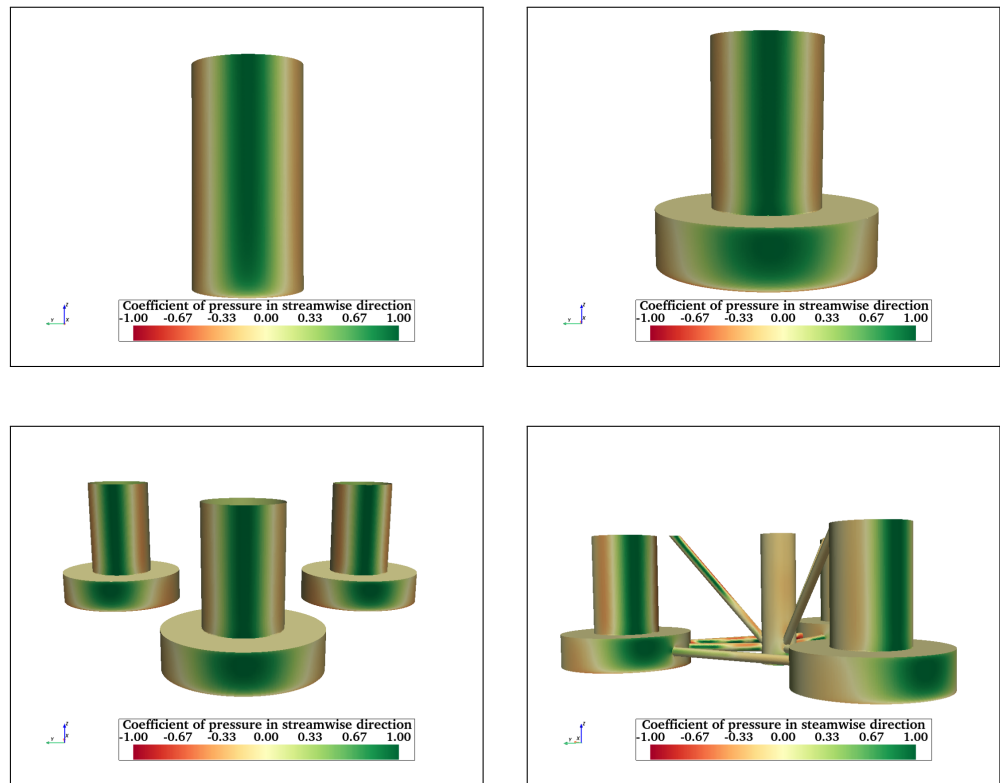 Coefficient of pressure in streamwise direction
-1.00 -0.67 -0.33 0.00 0.33 0.67 1.00
z
Y
X
Coefficient of pressure in streamwise direction
-1.00 -0.67 -0.33 0.00 0.33 0.67 1.00
z
Y
X
Coefficient of pressure in streamwise direction
-1.00 -0.67 -0.33 0.00 0.33 0.67 1.00
z
Y
X
Coefficient of pressure in steamwise direction
-1.00 -0.67 -0.33 0.00 0.33 0.67 1.00
z
Y
X